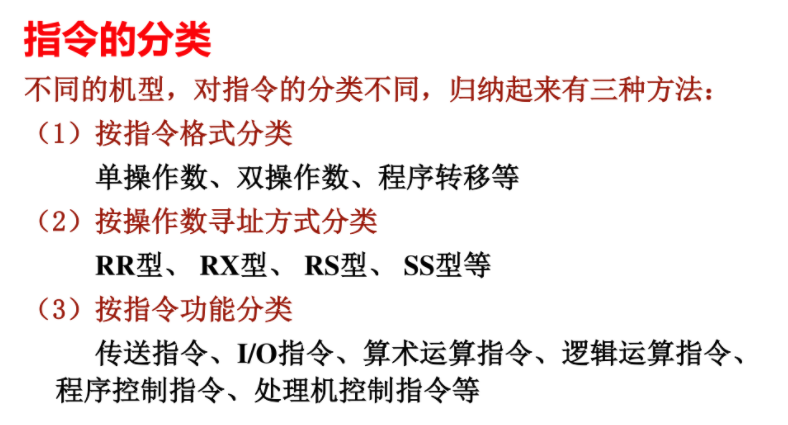 指令的分类
不同的机型，对指令的分类不同，归纳起来有三种方法：
（1）按指令格式分类
单操作数、双操作数、程序转移等
（2）按操作数寻址方式分类
RR型、 RX型、 RS型、 SS型等
（3）按指令功能分类
传送指令、I/O指令、算术运算指令、逻辑运算指令、
程序控制指令、处理机控制指令等